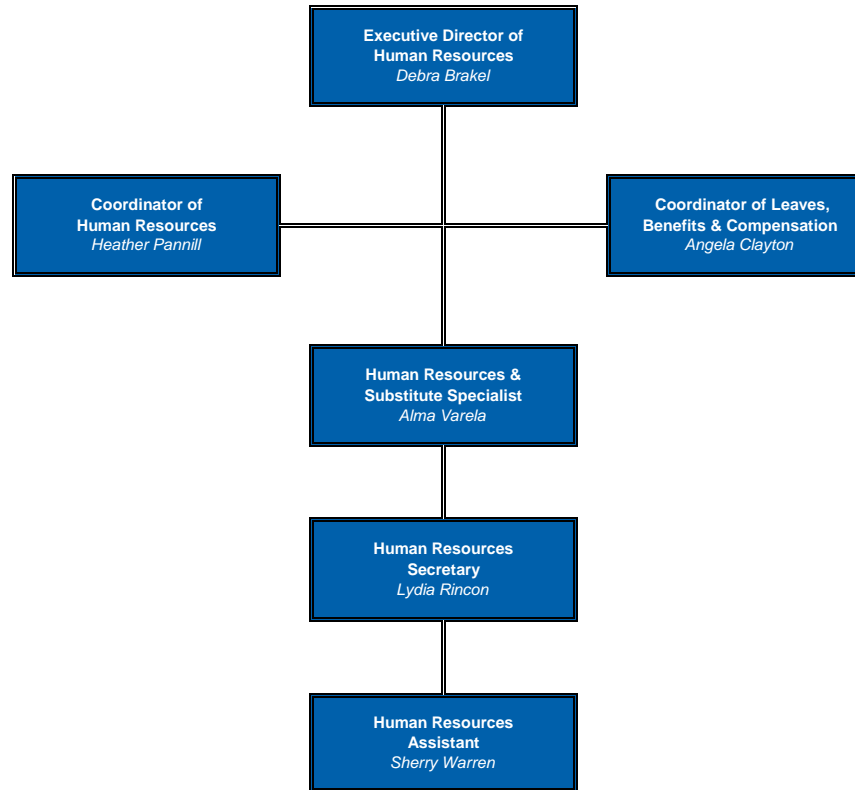 Executive Director of
Human Resources
Debra Brakel
Coordinator of
Human Resources
Heather Pannill
Coordinator of Leaves,
Benefits & Compensation
Angela Clayton
Human Resources &
Substitute Specialist
Alma Varela
Human Resources
Secretary
Lydia Rincon
Human Resources
Assistant
Sherry Warren